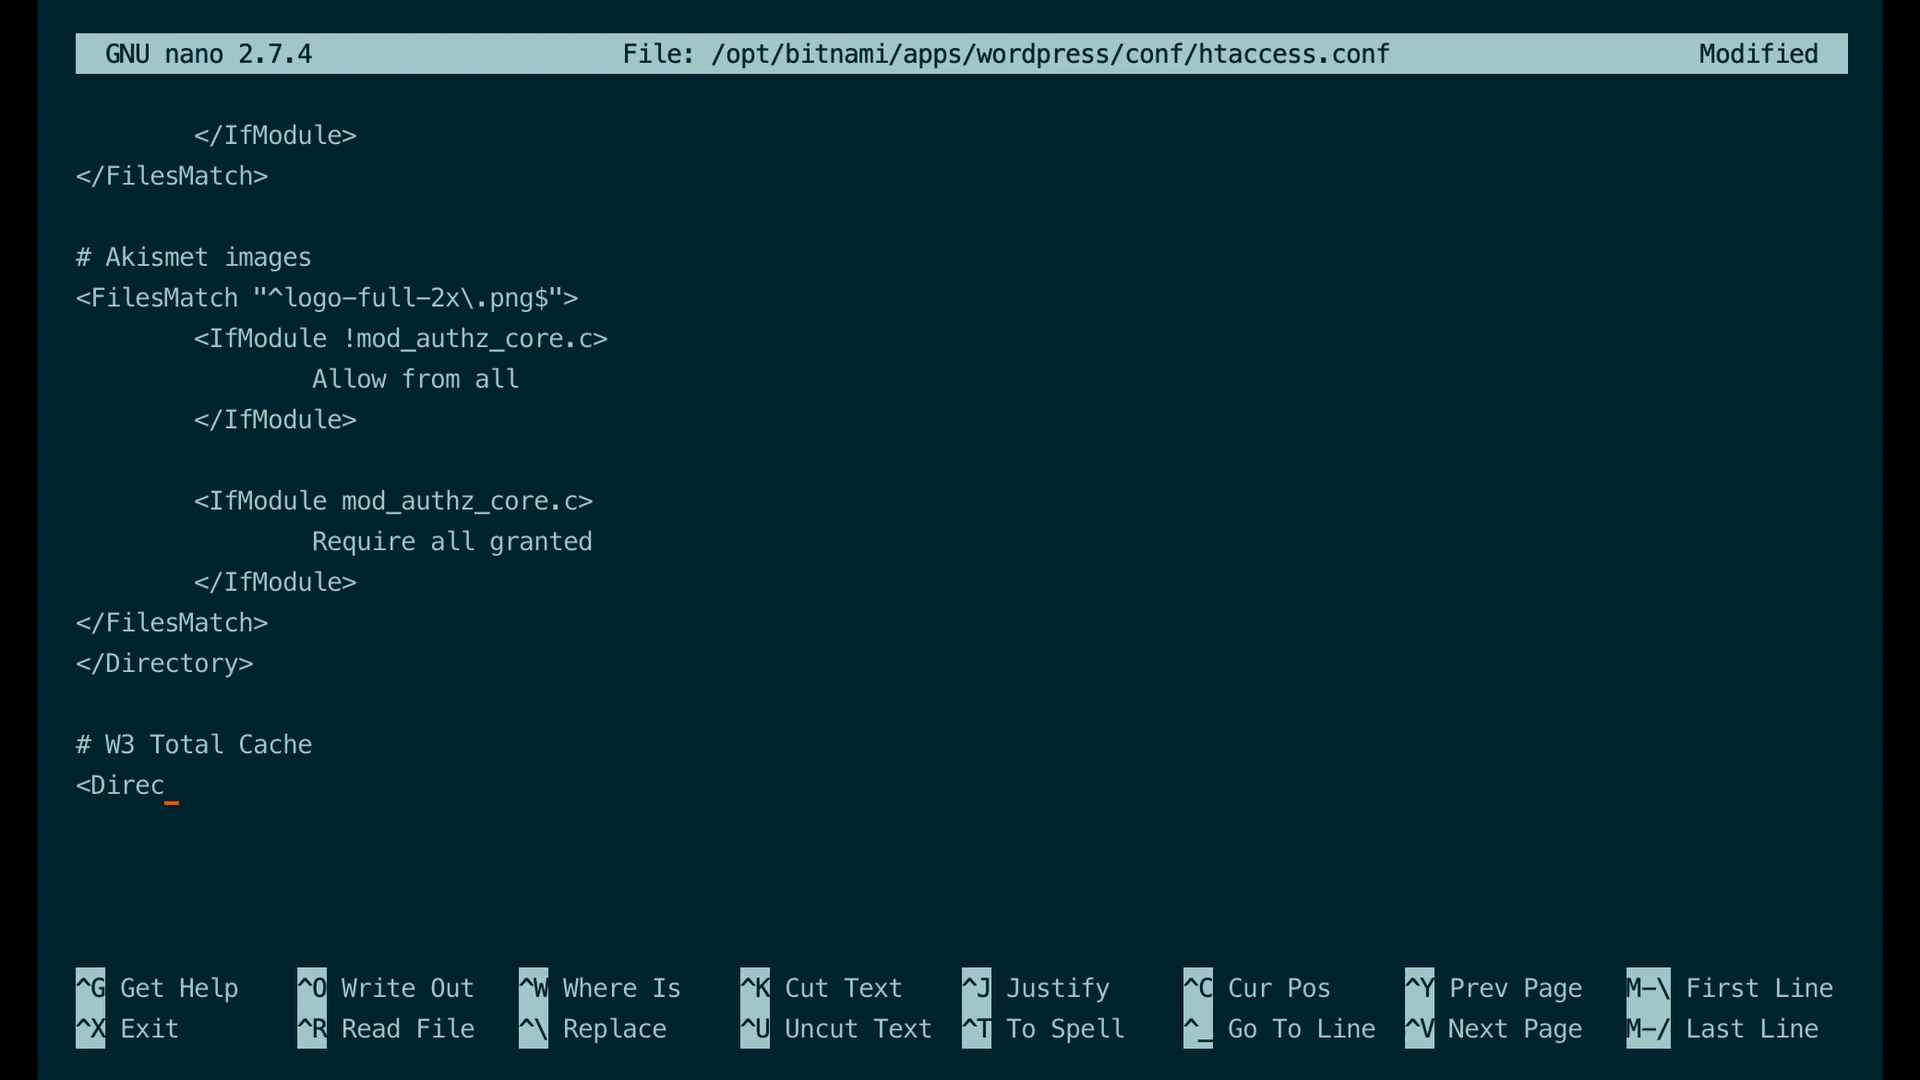 GNU nano 2.7.4 File: /opt/bitnami/apps/wordpress/conf/htaccess.conf Modified
</IfModule>
</FilesMatch>
# Akismet images
<FilesMatch "^logo-full-2x\.png$">
<IfModule !mod_authz_core.c>
Allow from all
</IfModule>
<IfModule mod_authz_core.c>
Require all granted
</IfModule>
</FilesMatch>
</Directory>
# W3 Total Cache
<Direc
^G Get Help ^O Write Out ^W Where Is ^K Cut Text ^J Justify ^C Cur Pos ^Y Prev Page M-\ First Line
^X Exit ^R Read File ^\ Replace ^U Uncut Text ^T To Spell ^_ Go To Line ^V Next Page M-/ Last Line